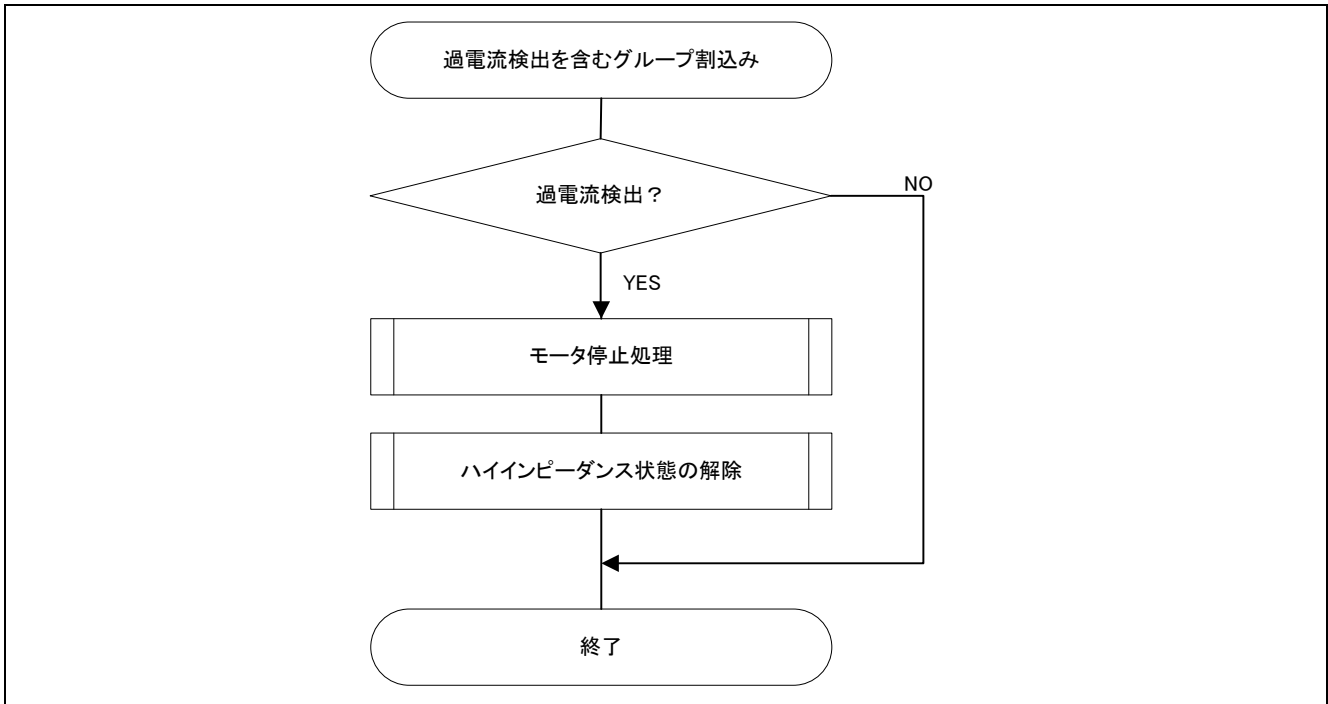 過電流検出を含むグループ割込み
過電流検出？
NO
YES
モータ停止処理
ハイインピーダンス状態の解除
終了